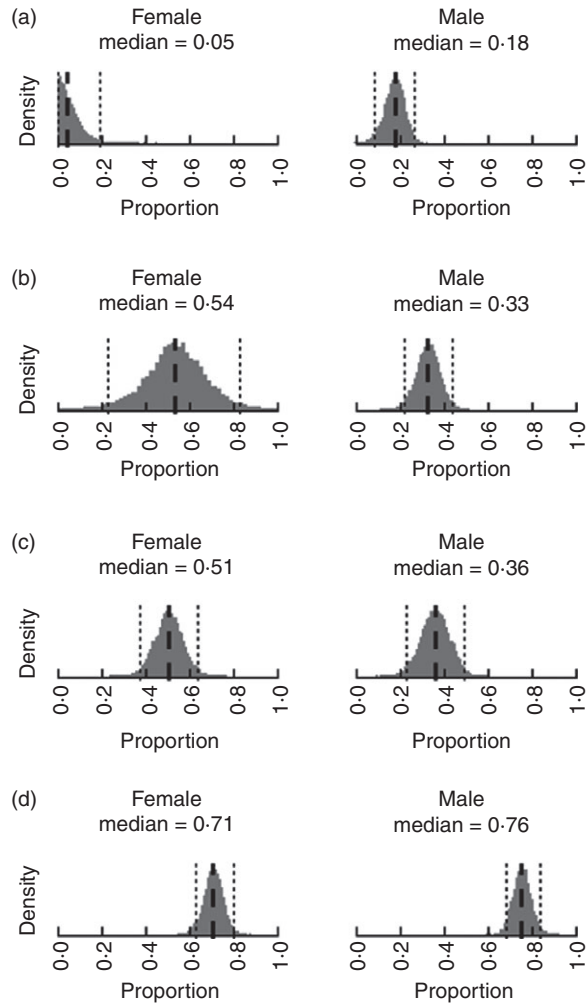 (a)
Female
median = 0·05
Male
median = 0·18
Density
0·0 0·2 0·4 0·6 0·8 1·0
0·0 0·2 0·4 0·6 0·8 1·0
Proportion
Proportion
(b)
Female
median = 0·54
Male
median = 0·33
Density
0·0 0·2 0·4 0·6 0·8 1·0
0·0 0·2 0·4 0·6 0·8 1·0
Proportion
Proportion
(c)
Female
median = 0·51
Male
median = 0·36
Density
0·0 0·2 0·4 0·6 0·8 1·0
0·0 0·2 0·4 0·6 0·8 1·0
Proportion
Proportion
(d)
Female
median = 0·71
Male
median = 0·76
Density
0·0 0·2 0·4 0·6 0·8 1·0
0·0 0·2 0·4 0·6 0·8 1·0
Proportion
Proportion